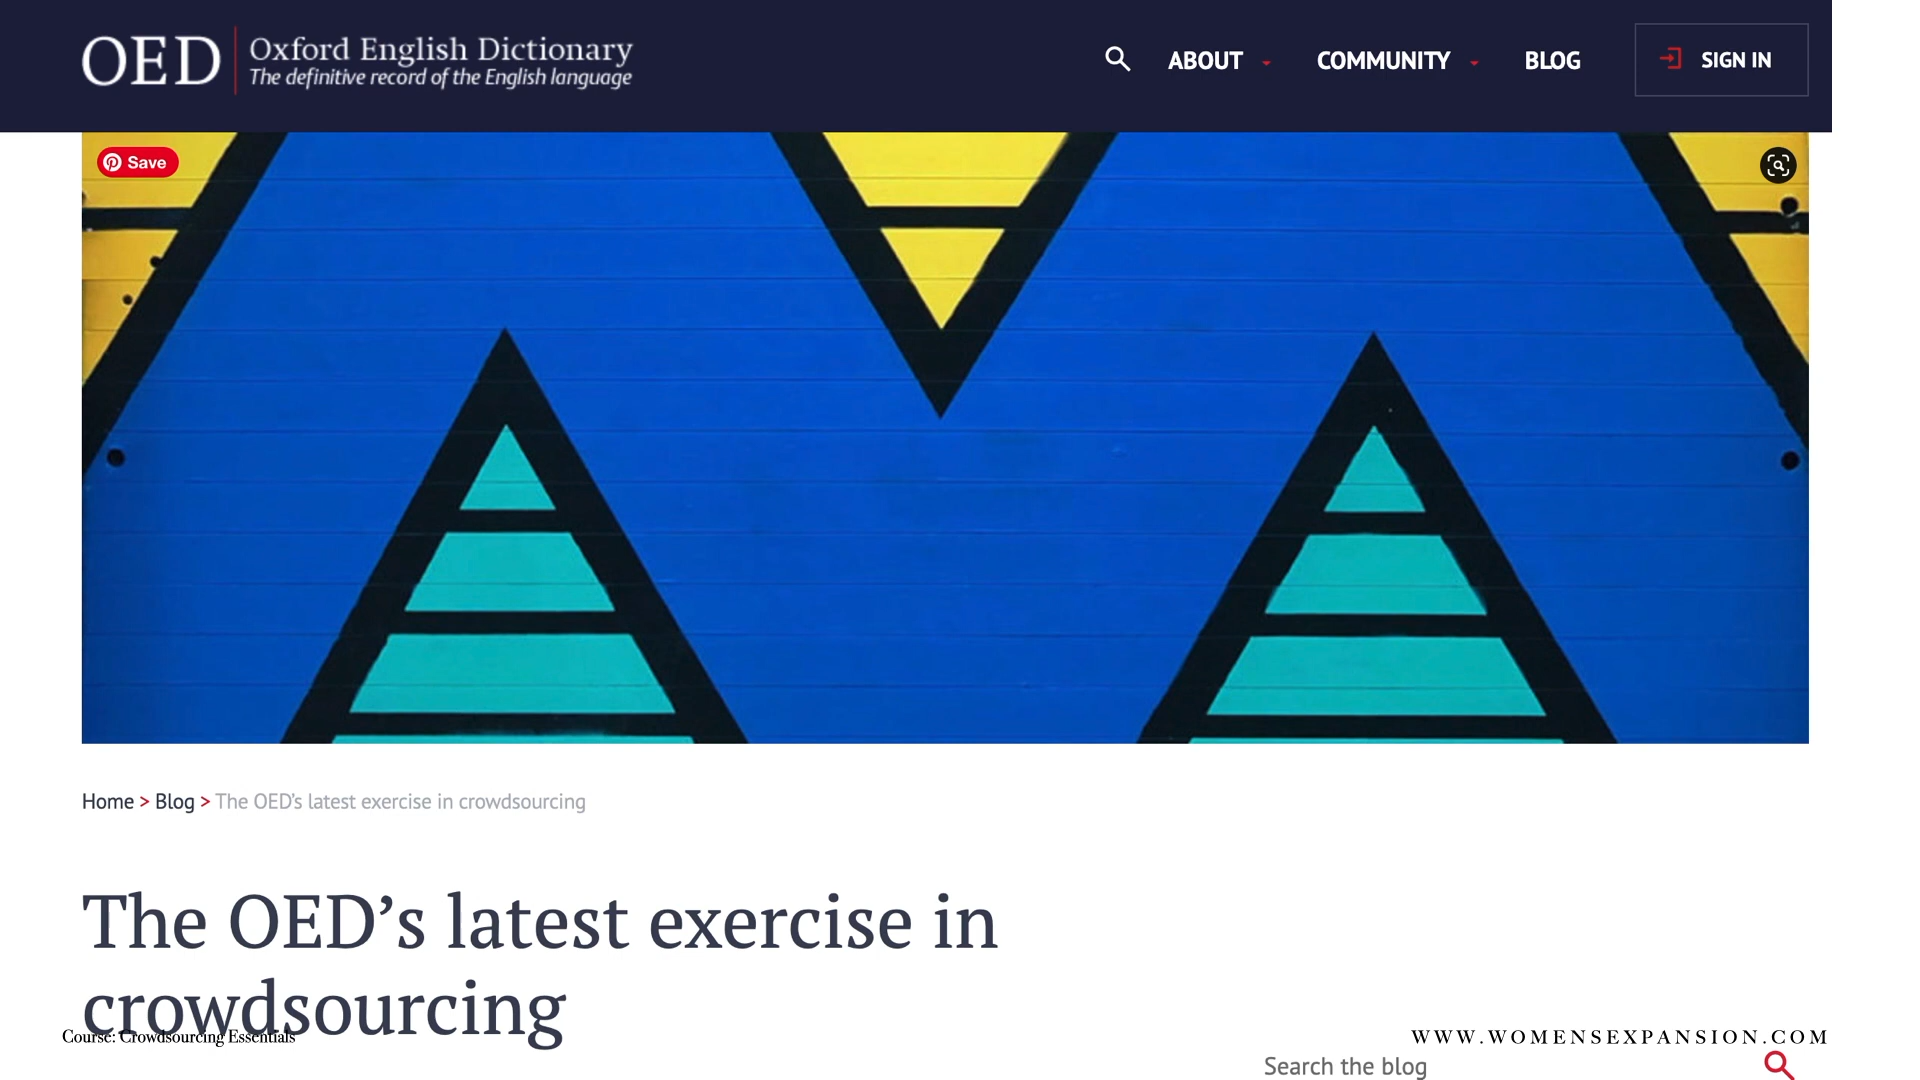 OED
Oxford English Dictionary
The definitive record of the English language
ABOUT
COMMUNITY
BLOG
SIGN IN
Save
Home > Blog > The OED’s latest exercise in crowdsourcing
The OED’s latest exercise in
crowdsourcing
Course: Crowdsourcing Essentials
WWW.WOMENSEXPANSION.COM
Search the blog